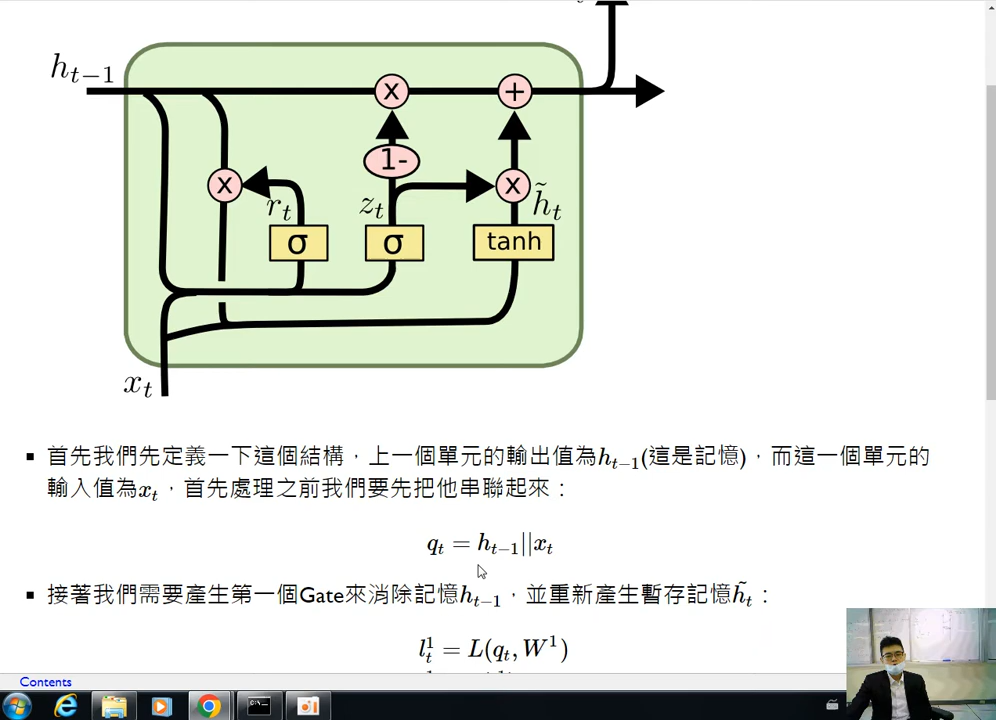 h_{t-1}
x
+
1-
x
r_t
z_t
x
h̃_t
σ
σ
tanh
x_t
▪ 首先我們先定義一下這個結構，上一個單元的輸出值為h_{t-1}(這是記憶)，而這一個單元的
輸入值為x_t，首先處理之前我們要先把他串聯起來：
q_t = h_{t-1}||x_t
▪ 接著我們需要產生第一個Gate來消除記憶h_{t-1}，並重新產生暫存記憶h̃_t：
l_t^1 = L(q_t, W^1)
Contents